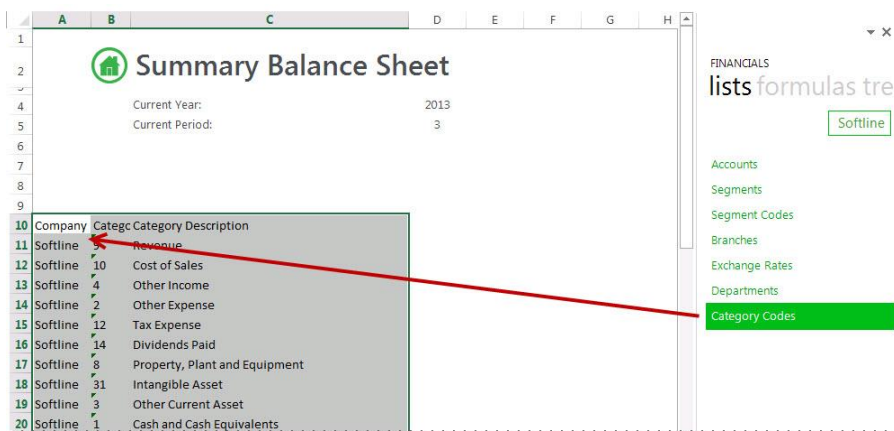 A B C D E F G H
1
2 Summary Balance Sheet
4 Current Year: 2013
5 Current Period: 3
6
7
8
9
10 Company Categc Category Description
11 Softline 9 Revenue
12 Softline 10 Cost of Sales
13 Softline 4 Other Income
14 Softline 2 Other Expense
15 Softline 12 Tax Expense
16 Softline 14 Dividends Paid
17 Softline 8 Property, Plant and Equipment
18 Softline 31 Intangible Asset
19 Softline 3 Other Current Asset
20 Softline 1 Cash and Cash Equivalents
FINANCIALS
lists formulas tre
Softline
Accounts
Segments
Segment Codes
Branches
Exchange Rates
Departments
Category Codes